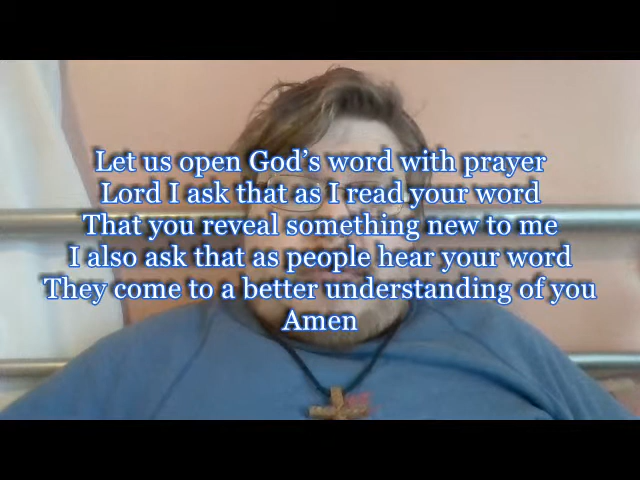 Let us open God’s word with prayer
Lord I ask that as I read your word
That you reveal something new to me
I also ask that as people hear your word
They come to a better understanding of you
Amen